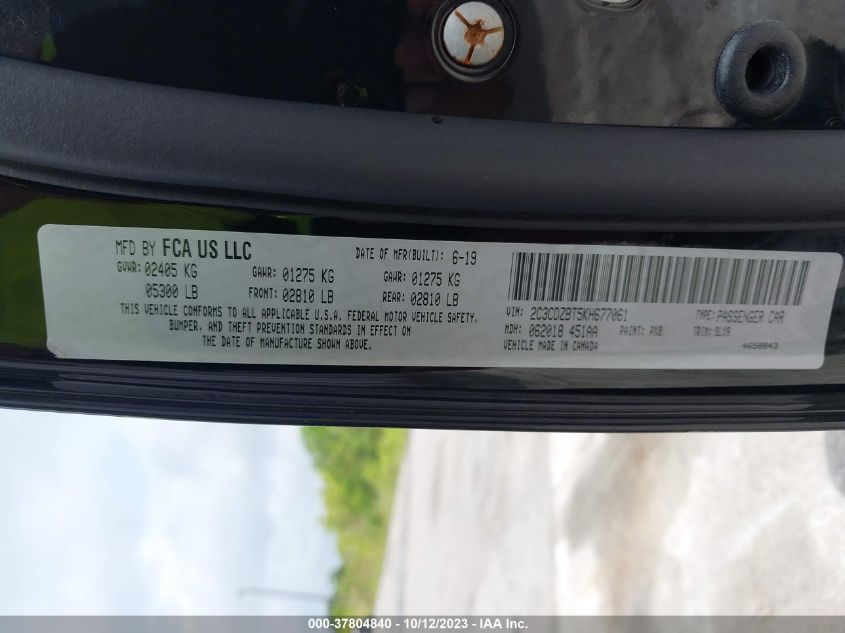 MFD BY FCA US LLC
DATE OF MFR(BUILT): 6-19
GVWR: 02405 KG
GAWR: 01275 KG
GAWR: 01275 KG
05300 LB
FRONT: 02810 LB
REAR: 02810 LB
THIS VEHICLE CONFORMS TO ALL APPLICABLE U.S.A. FEDERAL MOTOR VEHICLE SAFETY,
BUMPER, AND THEFT PREVENTION STANDARDS IN EFFECT ON
THE DATE OF MANUFACTURE SHOWN ABOVE.
VIN: 2C3CDZBT5KH677061
TYPE: PASSENGER CAR
MDH: 062018 451AA
PAINT: PX8
TRIM: SLX9
VEHICLE MADE IN CANADA
4658843
000-37804840 - 10/12/2023 - IAA Inc.